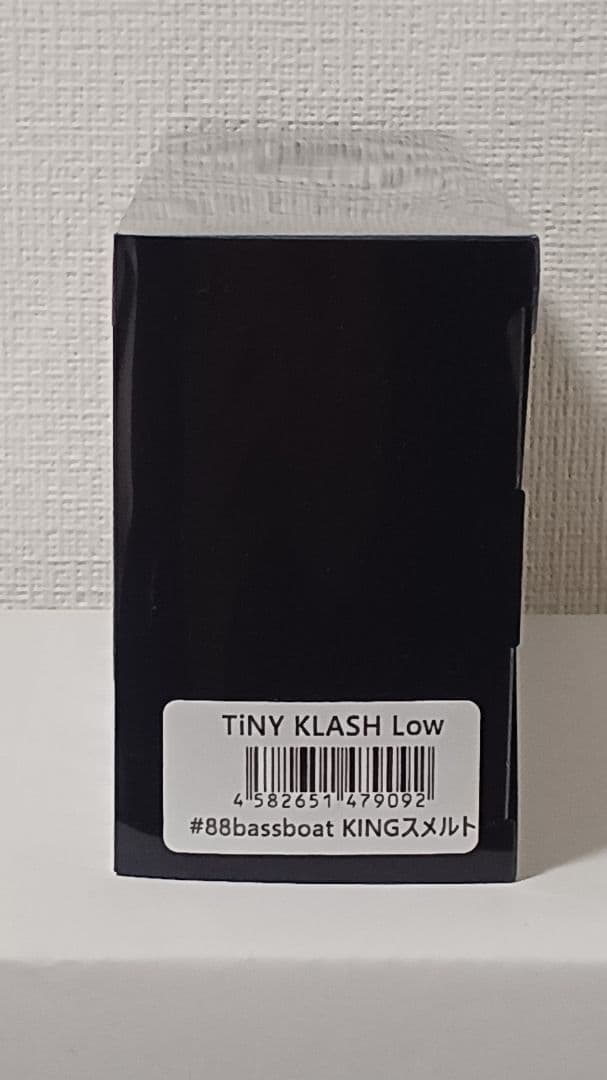 TiNY KLASH Low
4 582651 479092
#88bassboat KINGスメルト